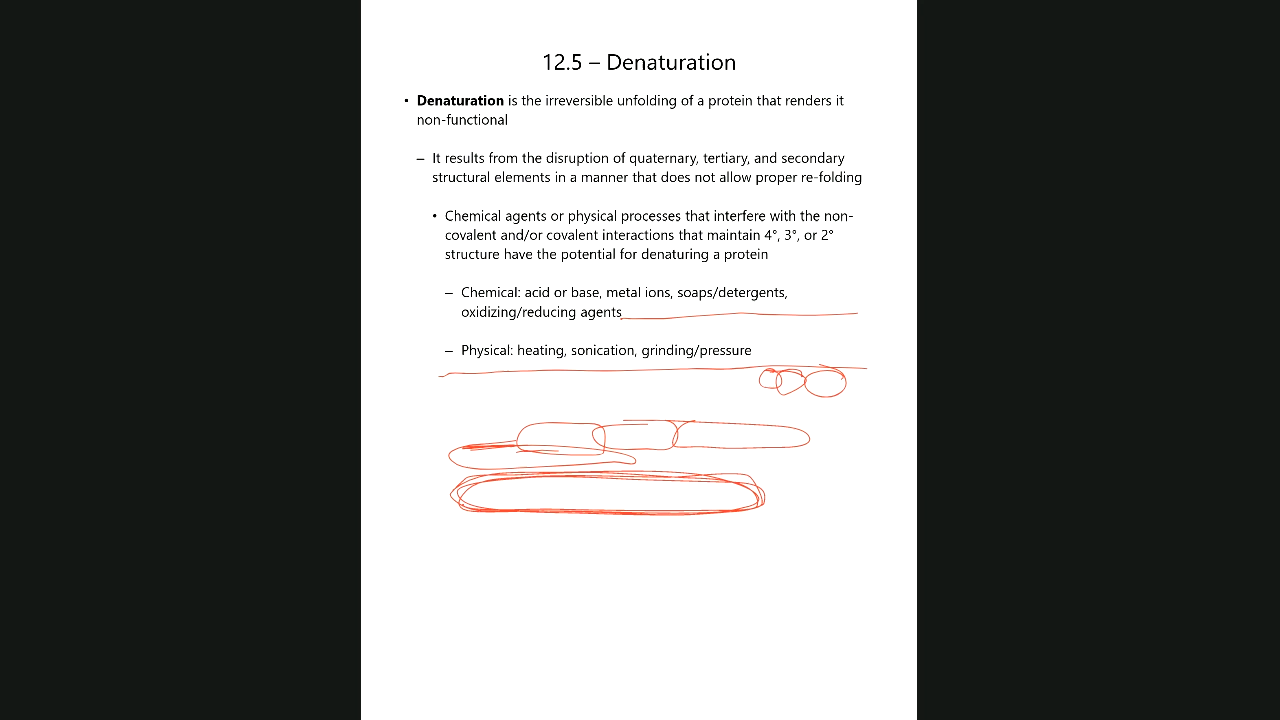 12.5 – Denaturation
• Denaturation is the irreversible unfolding of a protein that renders it
non-functional
– It results from the disruption of quaternary, tertiary, and secondary
structural elements in a manner that does not allow proper re-folding
• Chemical agents or physical processes that interfere with the non-
covalent and/or covalent interactions that maintain 4°, 3°, or 2°
structure have the potential for denaturing a protein
– Chemical: acid or base, metal ions, soaps/detergents,
oxidizing/reducing agents
– Physical: heating, sonication, grinding/pressure